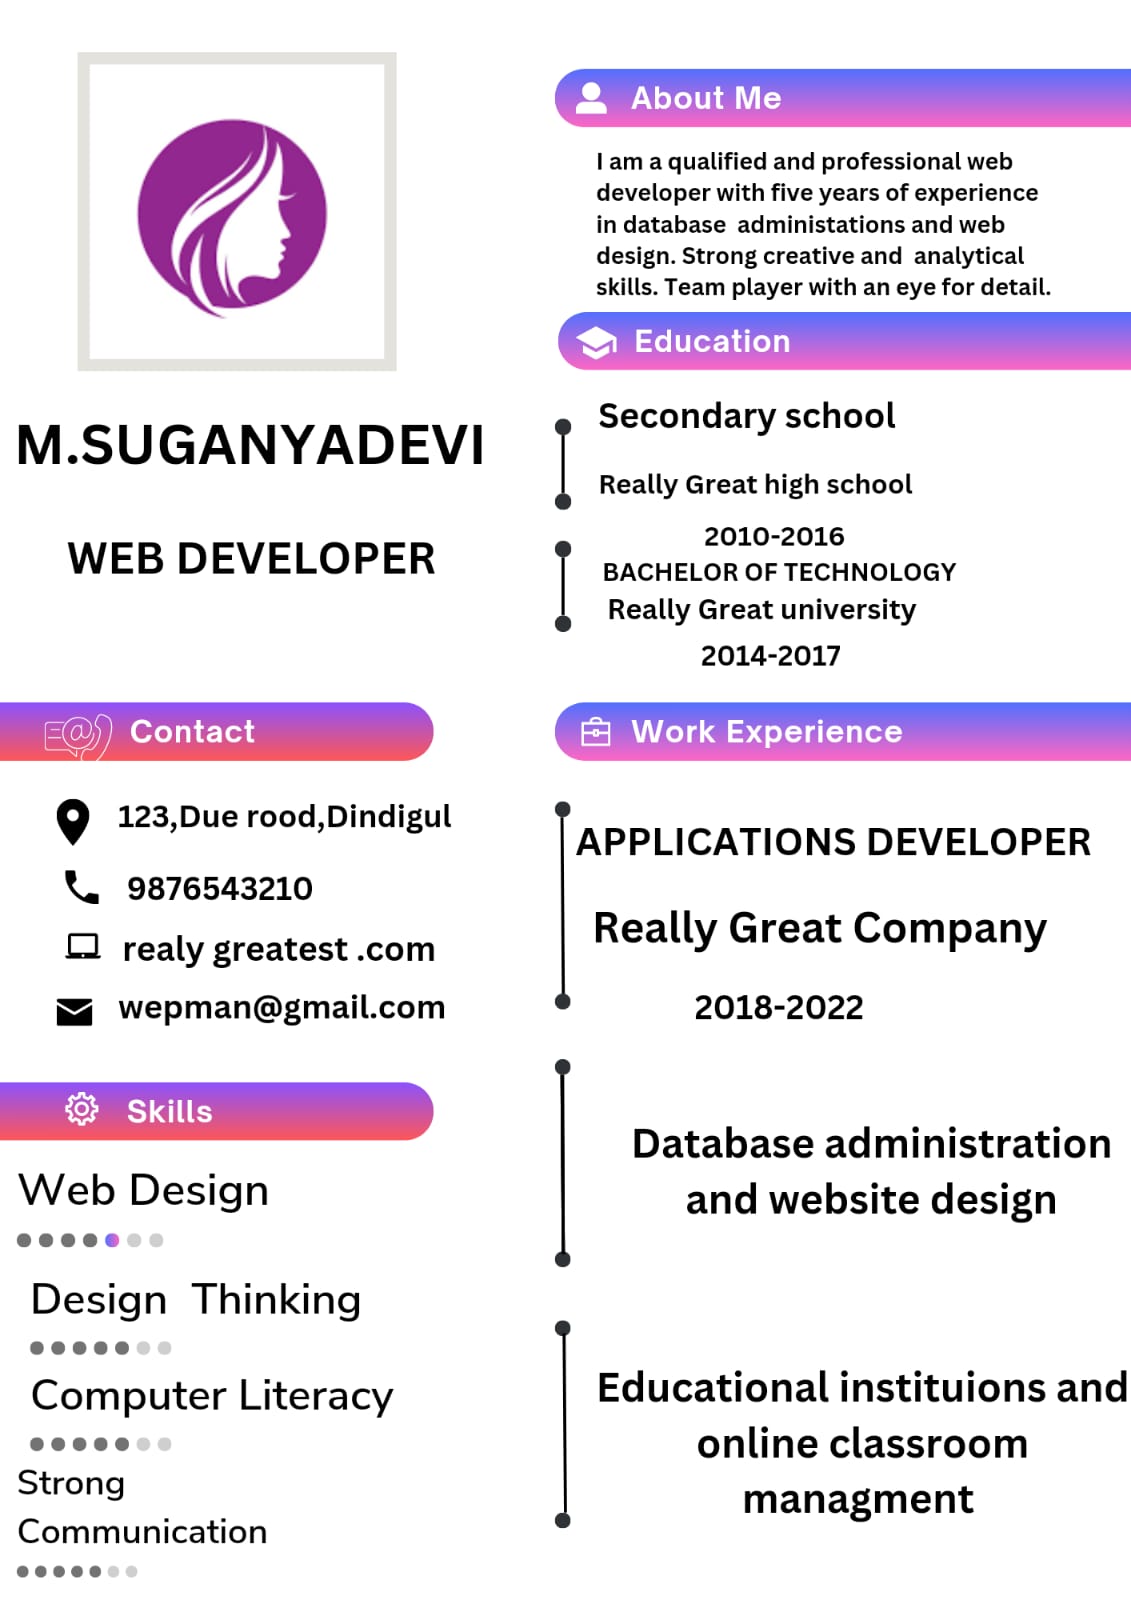 M.SUGANYADEVI
WEB DEVELOPER
Contact
123,Due rood,Dindigul
9876543210
realy greatest .com
wepman@gmail.com
Skills
Web Design
Design  Thinking
Computer Literacy
Strong
Communication
About Me
I am a qualified and professional web
developer with five years of experience
in database  administations and web
design. Strong creative and  analytical
skills. Team player with an eye for detail.
Education
Secondary school
Really Great high school
2010-2016
BACHELOR OF TECHNOLOGY
Really Great university
2014-2017
Work Experience
APPLICATIONS DEVELOPER
Really Great Company
2018-2022
Database administration
and website design
Educational instituions and
online classroom
managment